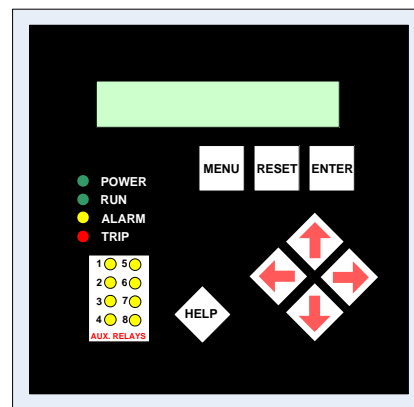 MENU RESET ENTER
POWER
RUN
ALARM
TRIP
1 5
2 6
3 7
4 8
AUX. RELAYS
HELP